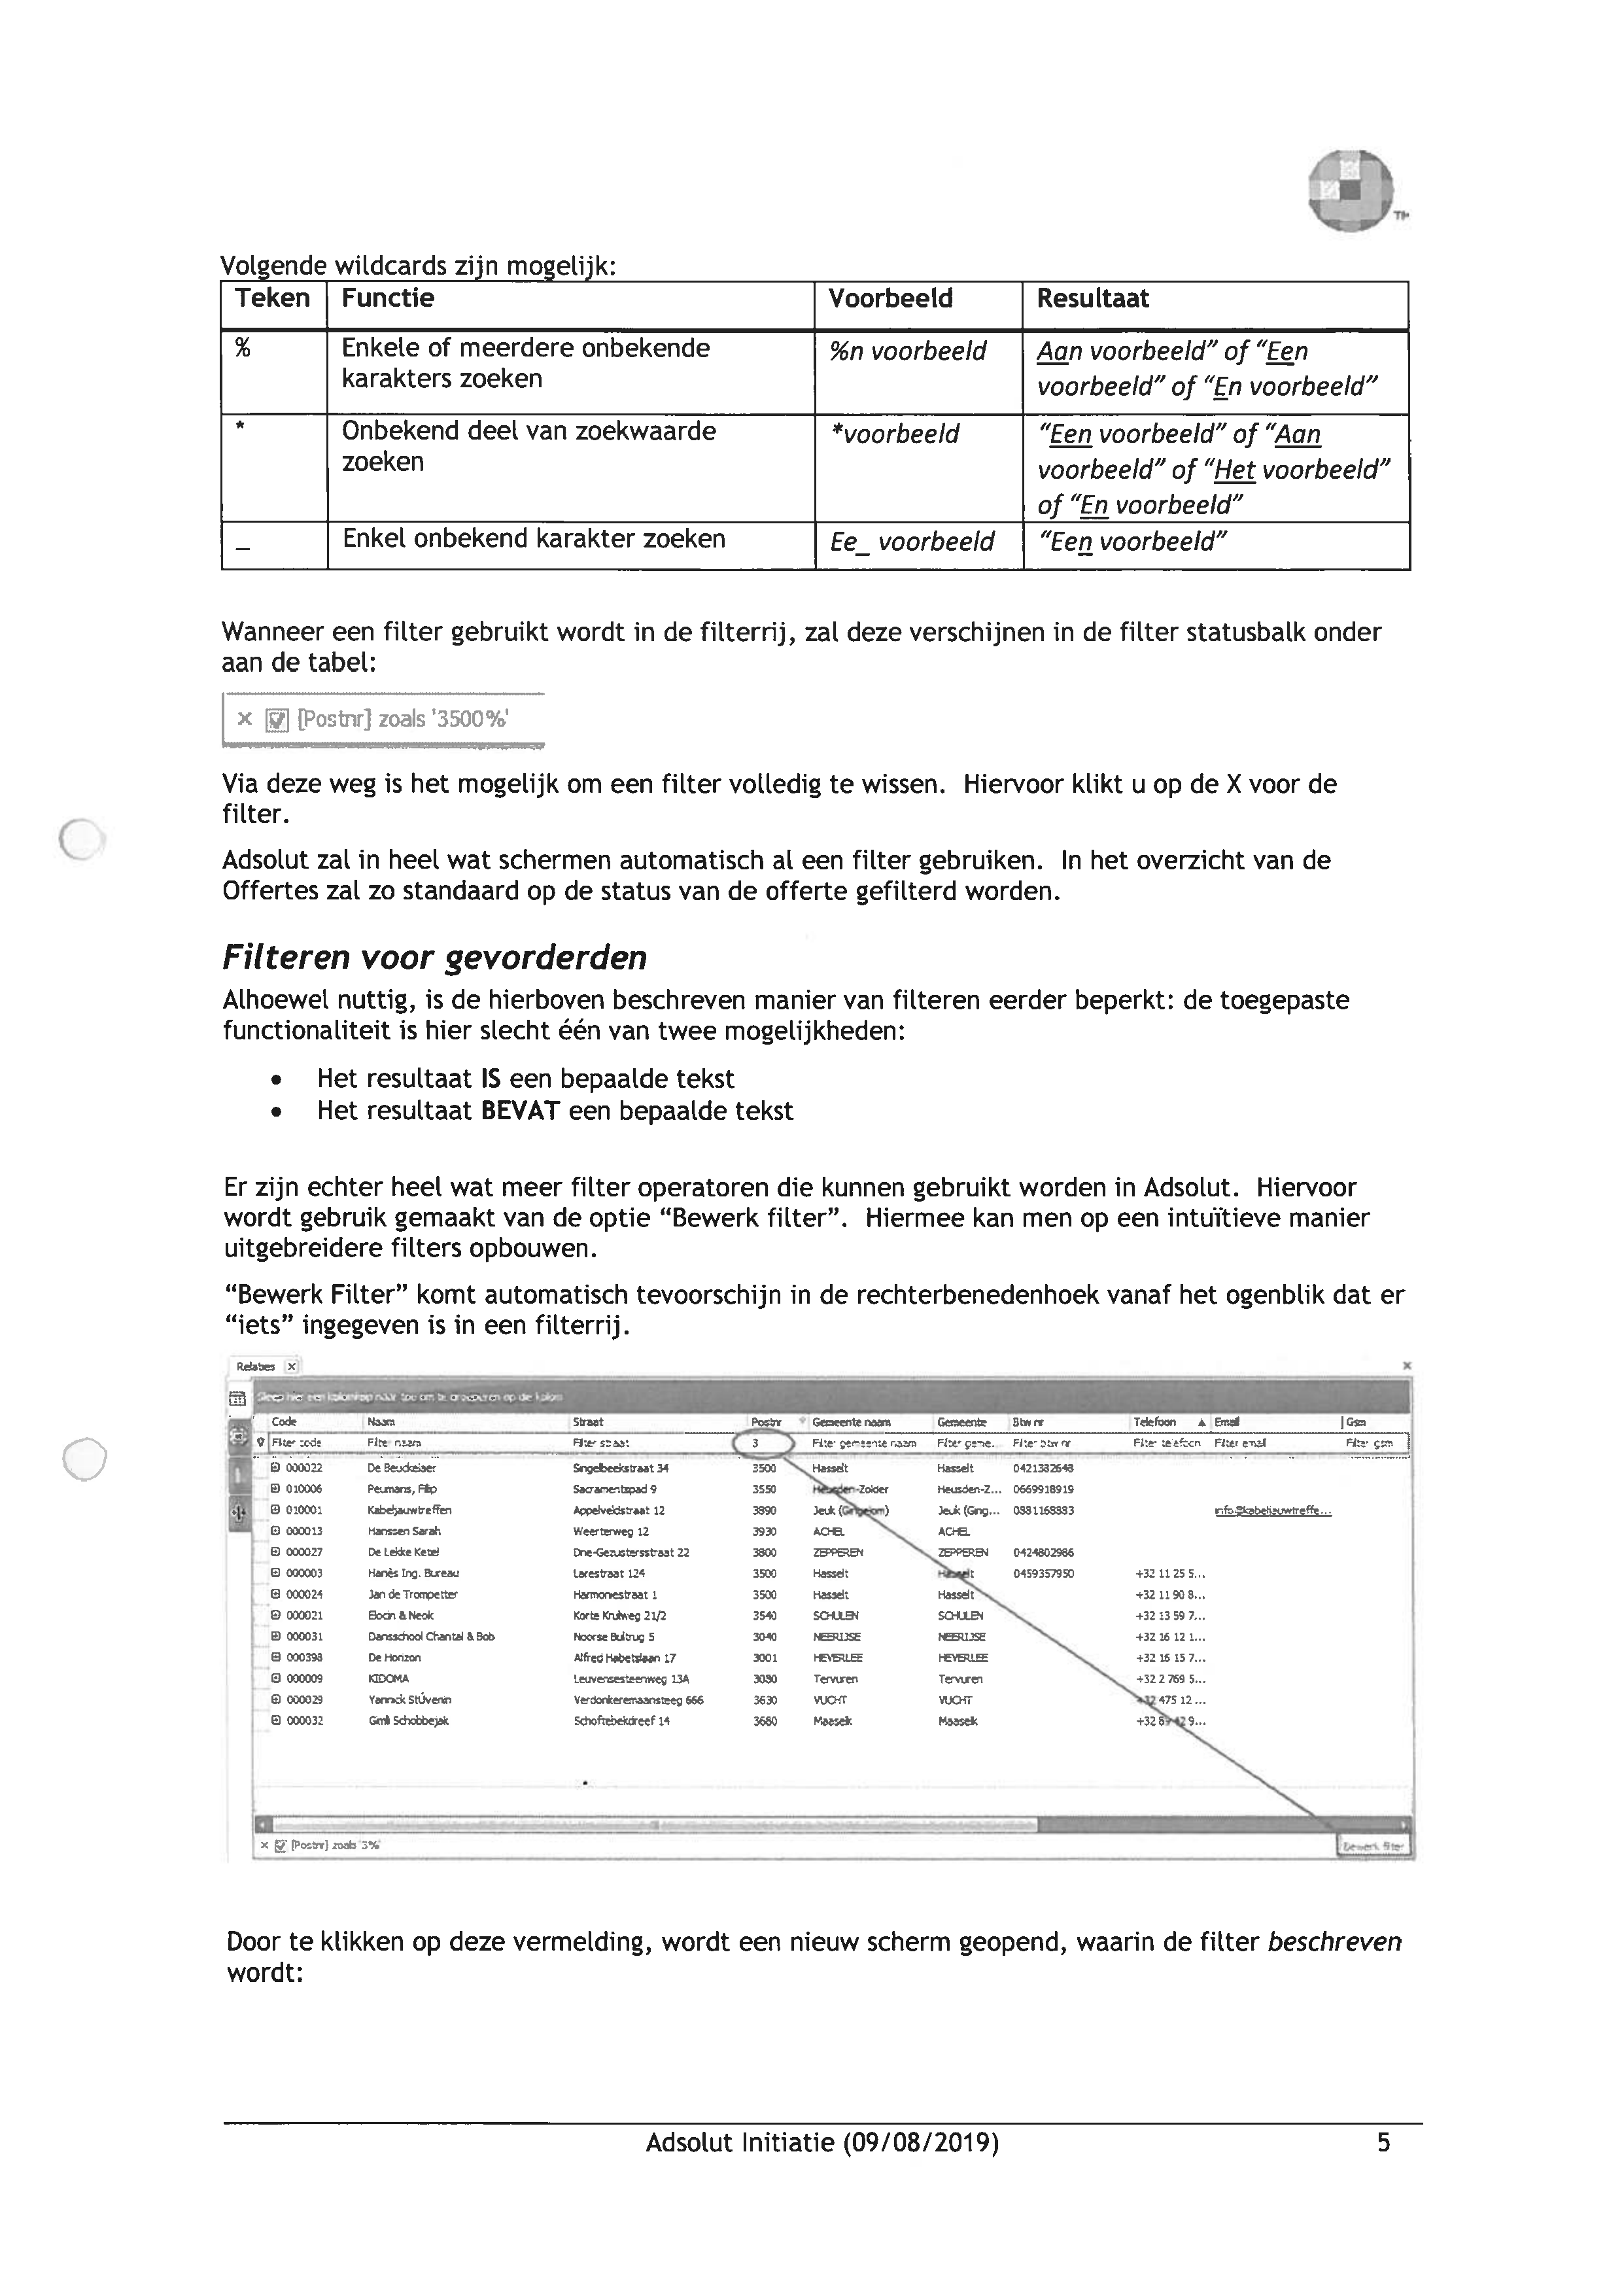 TM
Volgende wildcards zijn mogelijk:
Teken Functie Voorbeeld Resultaat
% Enkele of meerdere onbekende karakters zoeken %n voorbeeld Aan voorbeeld” of “Een voorbeeld” of “En voorbeeld”
* Onbekend deel van zoekwaarde zoeken *voorbeeld “Een voorbeeld” of “Aan voorbeeld” of “Het voorbeeld” of “En voorbeeld”
_ Enkel onbekend karakter zoeken Ee_ voorbeeld “Een voorbeeld”
Wanneer een filter gebruikt wordt in de filterrij, zal deze verschijnen in de filter statusbalk onder
aan de tabel:
× [Postnr] zoals '3500%'
Via deze weg is het mogelijk om een filter volledig te wissen. Hiervoor klikt u op de X voor de
filter.
Adsolut zal in heel wat schermen automatisch al een filter gebruiken. In het overzicht van de
Offertes zal zo standaard op de status van de offerte gefilterd worden.
Filteren voor gevorderden
Alhoewel nuttig, is de hierboven beschreven manier van filteren eerder beperkt: de toegepaste
functionaliteit is hier slecht één van twee mogelijkheden:
• Het resultaat IS een bepaalde tekst
• Het resultaat BEVAT een bepaalde tekst
Er zijn echter heel wat meer filter operatoren die kunnen gebruikt worden in Adsolut. Hiervoor
wordt gebruik gemaakt van de optie “Bewerk filter”. Hiermee kan men op een intuïtieve manier
uitgebreidere filters opbouwen.
“Bewerk Filter” komt automatisch tevoorschijn in de rechterbenedenhoek vanaf het ogenblik dat er
“iets” ingegeven is in een filterrij.
Relaties x
Sleep hier een kolomkop naar toe om te groeperen op die kolom
Code Naam Straat Postnr Gemeente naam Gemeente Btw nr Telefoon Email Gsm
Filter code Filter naam Filter straat 3 Filter gemeente naam Filter geme... Filter btw nr Filter telefoon Filter email Filter gsm
000022 De Beuckelaer Singelbeekstraat 34 3500 Hasselt Hasselt 0421382648
010006 Peumans, Filip Sacramentspad 9 3550 Heusden-Zolder Heusden-Z... 0669918919
010001 Kabeljauwtreffen Appelveldstraat 12 3890 Jeuk (Gingelom) Jeuk (Ging... 0881168883 info@kabeljauwtreffe...
000013 Hanssen Sarah Weerterweg 12 3930 ACHEL ACHEL
000027 De Lekke Ketel Drie-Gezustersstraat 22 3800 ZEPPEREN ZEPPEREN 0424802986
000003 Hanès Ing. Bureau Larestraat 124 3500 Hasselt Hasselt 0459357950 +32 11 25 5...
000024 Jan de Trompetter Harmoniestraat 1 3500 Hasselt Hasselt +32 11 90 8...
000021 & Neok Korte Kruiweg 21/2 3540 SCHULEN SCHULEN +32 13 59 7...
000031 Dansschool Chantal & Bob Noorse Buitrug 5 3040 NEERIJSE NEERIJSE +32 16 12 1...
000398 De Horizon Alfred Habetslaan 17 3001 HEVERLEE HEVERLEE +32 16 15 7...
000009 KIDOMA Leuvensesteenweg 13A 3080 Tervuren Tervuren +32 2 769 5...
000029 Yannick Stüvenin Verdonkeremaansteeg 666 3630 VUCHT VUCHT +32 475 12 ...
000032 Gimli Schobbejak Schoftebekdreef 14 3680 Maaseik Maaseik
× [Postnr] zoals '3%' Bewerk filter
Door te klikken op deze vermelding, wordt een nieuw scherm geopend, waarin de filter beschreven
wordt:
Adsolut Initiatie (09/08/2019) 5